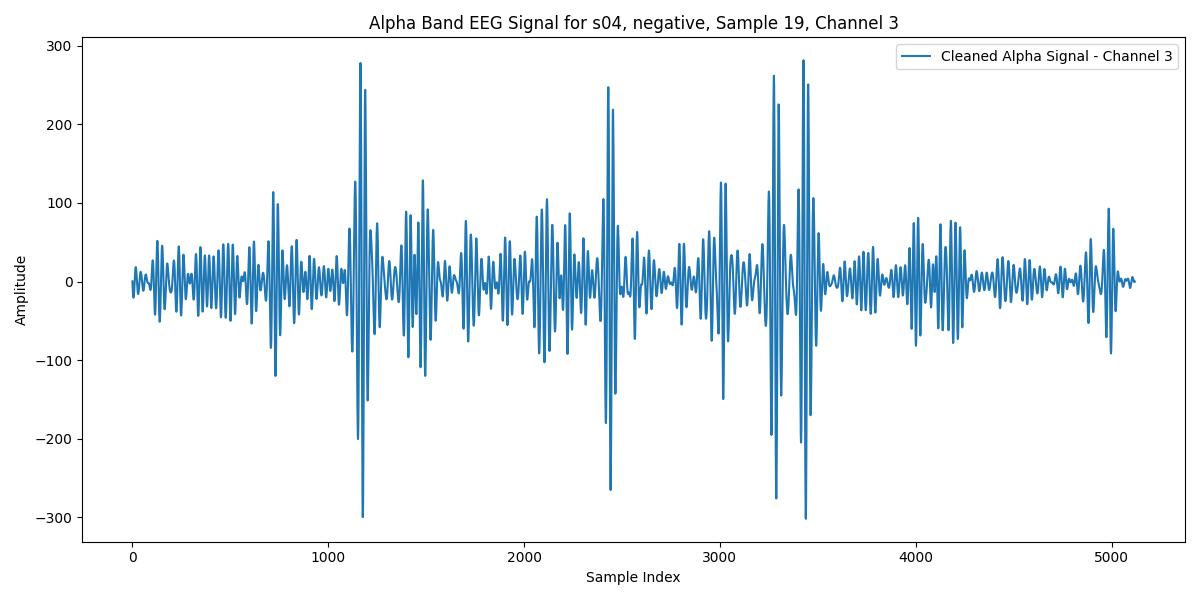 Alpha Band EEG Signal for s04, negative, Sample 19, Channel 3
Cleaned Alpha Signal - Channel 3
Amplitude
300
200
100
0
−100
−200
−300
0 1000 2000 3000 4000 5000
Sample Index